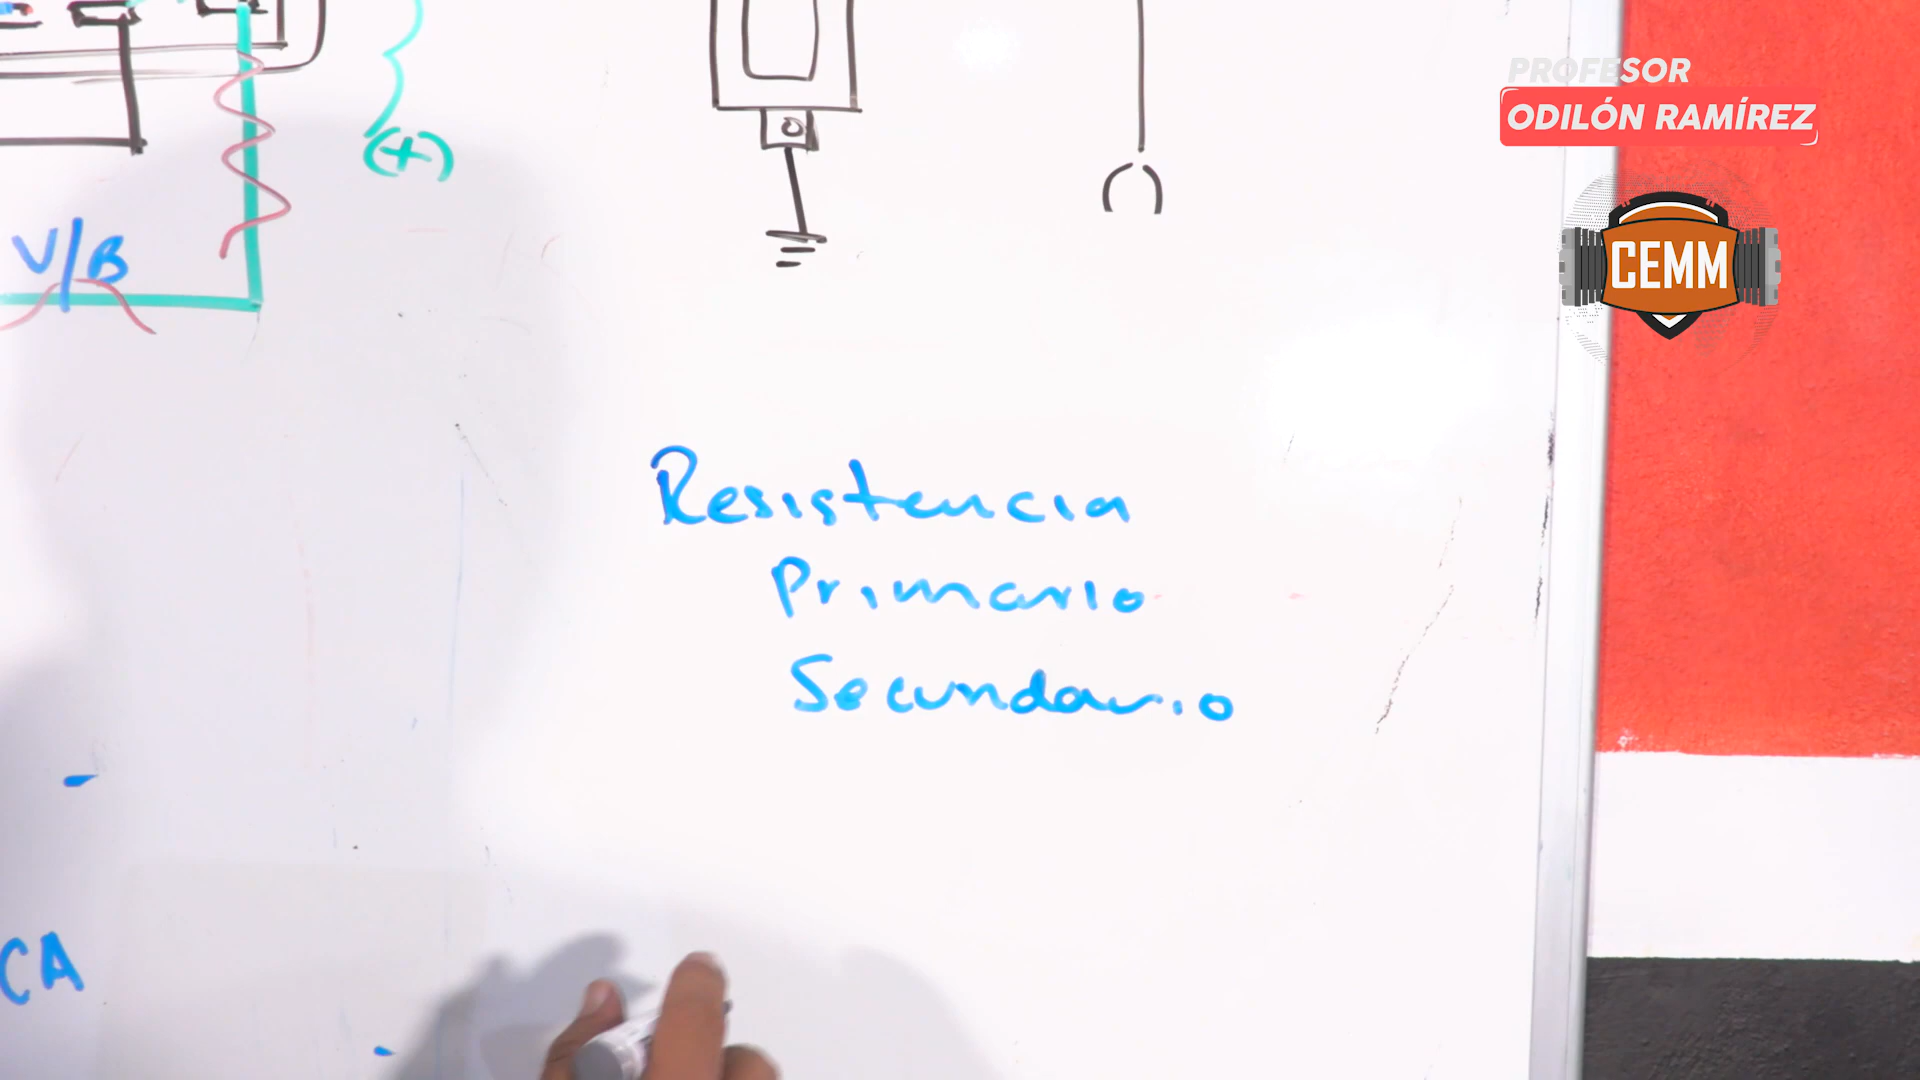 PROFESOR
ODILÓN RAMÍREZ
CEMM
(+)
V/B
Resistencia
Primario
Secundario
CA